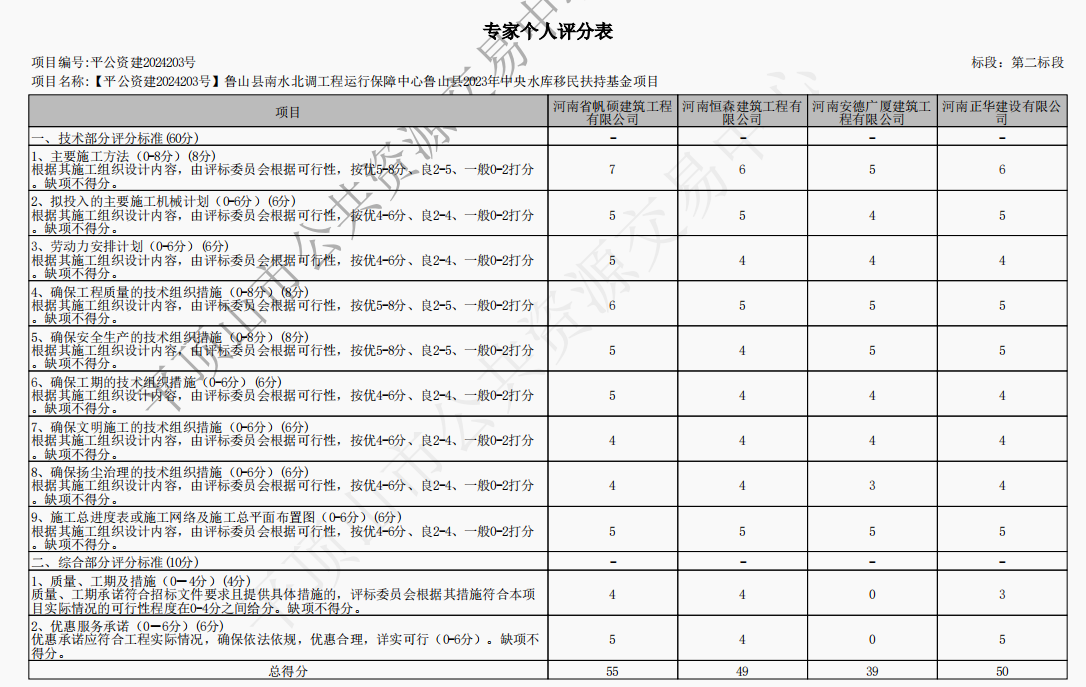 专家个人评分表
项目编号:平公资建2024203号 标段：第二标段
项目名称:【平公资建2024203号】鲁山县南水北调工程运行保障中心鲁山县2023年中央水库移民扶持基金项目
项目 河南省帆硕建筑工程有限公司 河南恒森建筑工程有限公司 河南安德广厦建筑工程有限公司 河南正华建设有限公司
一、技术部分评分标准(60分) - - - -
1、主要施工方法（0-8分）(8分)
根据其施工组织设计内容，由评标委员会根据可行性，按优5-8分、良2-5、一般0-2打分 7 6 5 6
。缺项不得分。
2、拟投入的主要施工机械计划（0-6分）(6分)
根据其施工组织设计内容，由评标委员会根据可行性，按优4-6分、良2-4、一般0-2打分 5 5 4 5
。缺项不得分。
3、劳动力安排计划（0-6分）(6分)
根据其施工组织设计内容，由评标委员会根据可行性，按优4-6分、良2-4、一般0-2打分 5 4 4 4
。缺项不得分。
4、确保工程质量的技术组织措施（0-8分）(8分)
根据其施工组织设计内容，由评标委员会根据可行性，按优5-8分、良2-5、一般0-2打分 6 5 5 5
。缺项不得分。
5、确保安全生产的技术组织措施（0-8分）(8分)
根据其施工组织设计内容，由评标委员会根据可行性，按优5-8分、良2-5、一般0-2打分 5 4 5 5
。缺项不得分。
6、确保工期的技术组织措施（0-6分）(6分)
根据其施工组织设计内容，由评标委员会根据可行性，按优4-6分、良2-4、一般0-2打分 5 4 4 4
。缺项不得分。
7、确保文明施工的技术组织措施（0-6分）(6分)
根据其施工组织设计内容，由评标委员会根据可行性，按优4-6分、良2-4、一般0-2打分 4 4 4 4
。缺项不得分。
8、确保扬尘治理的技术组织措施（0-6分）(6分)
根据其施工组织设计内容，由评标委员会根据可行性，按优4-6分、良2-4、一般0-2打分 4 4 3 4
。缺项不得分。
9、施工总进度表或施工网络及施工总平面布置图（0-6分）(6分)
根据其施工组织设计内容，由评标委员会根据可行性，按优4-6分、良2-4、一般0-2打分 5 5 5 5
。缺项不得分。
二、综合部分评分标准(10分) - - - -
1、质量、工期及措施（0—4分）(4分)
质量、工期承诺符合招标文件要求且提供具体措施的，评标委员会根据其措施符合本项 4 4 0 3
目实际情况的可行性程度在0-4分之间给分。缺项不得分。
2、优惠服务承诺（0—6分）(6分)
优惠承诺应符合工程实际情况，确保依法依规，优惠合理，详实可行（0-6分）。缺项不 5 4 0 5
得分。
总得分 55 49 39 50
平顶山市公共资源交易中
平顶山市公共资源交易中心